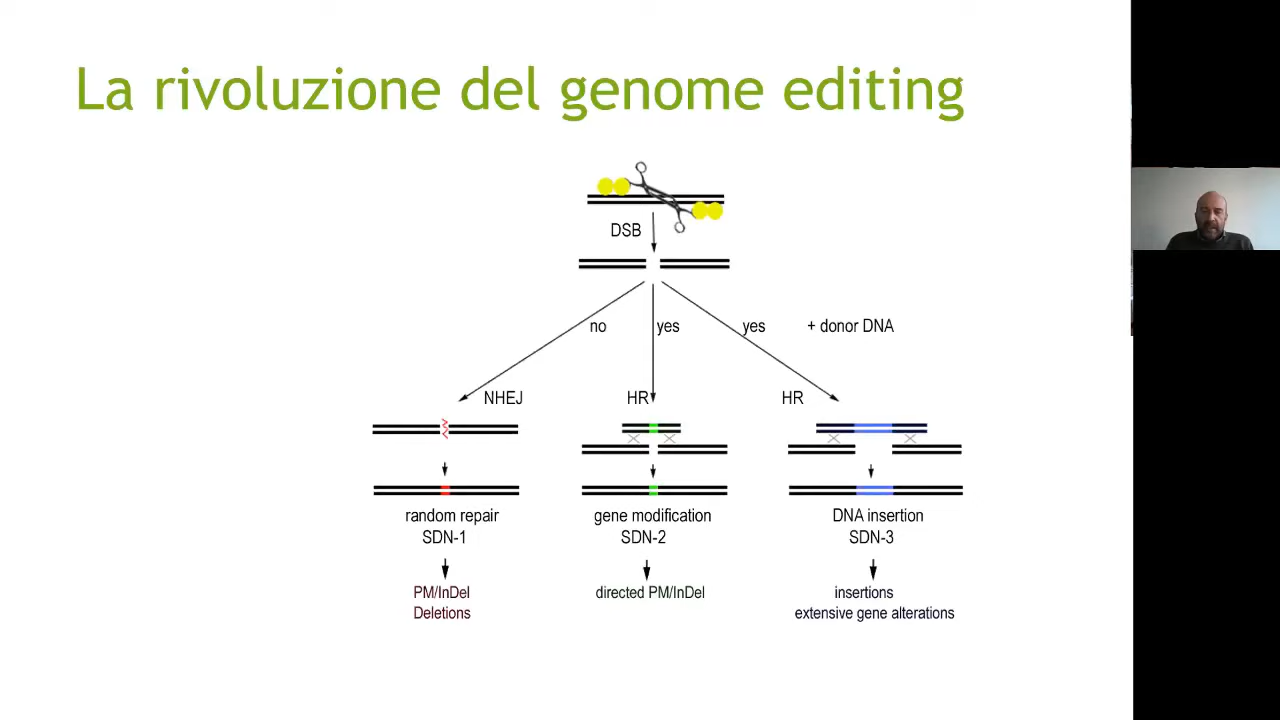 La rivoluzione del genome editing
DSB
no
yes
yes
+ donor DNA
NHEJ
HR
HR
random repair
SDN-1
gene modification
SDN-2
DNA insertion
SDN-3
PM/InDel
Deletions
directed PM/InDel
insertions
extensive gene alterations